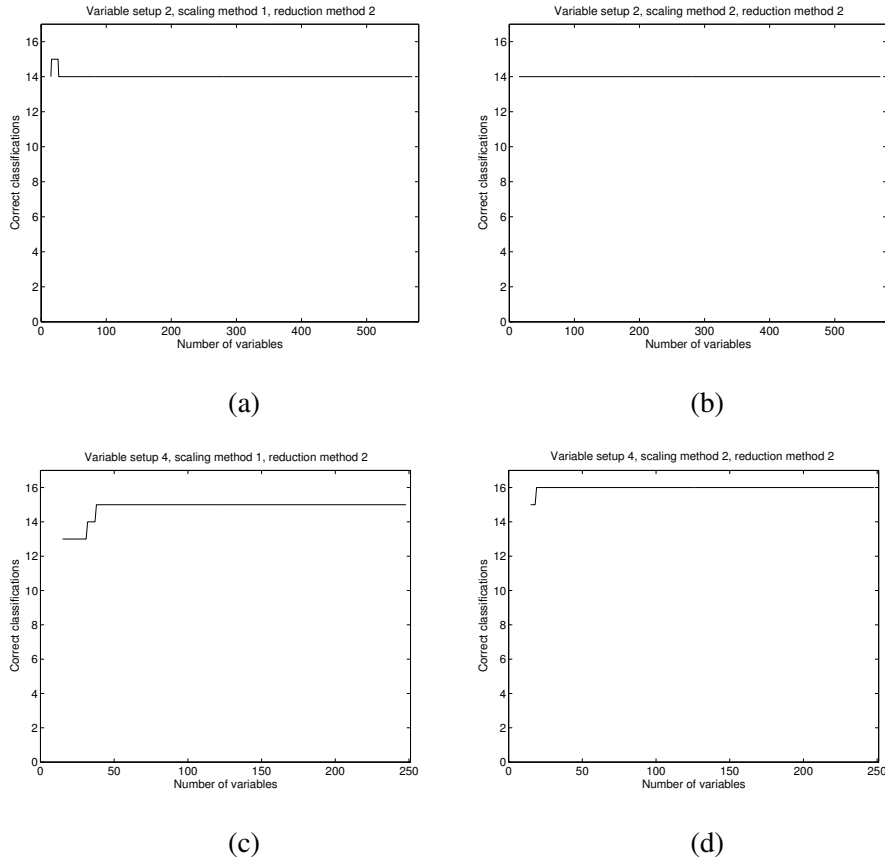 Variable setup 2, scaling method 1, reduction method 2
16
14
12
10
8
6
4
2
0
Correct classifications
0 100 200 300 400 500
Number of variables
(a)
Variable setup 2, scaling method 2, reduction method 2
16
14
12
10
8
6
4
2
0
Correct classifications
0 100 200 300 400 500
Number of variables
(b)
Variable setup 4, scaling method 1, reduction method 2
16
14
12
10
8
6
4
2
0
Correct classifications
0 50 100 150 200 250
Number of variables
(c)
Variable setup 4, scaling method 2, reduction method 2
16
14
12
10
8
6
4
2
0
Correct classifications
0 50 100 150 200 250
Number of variables
(d)